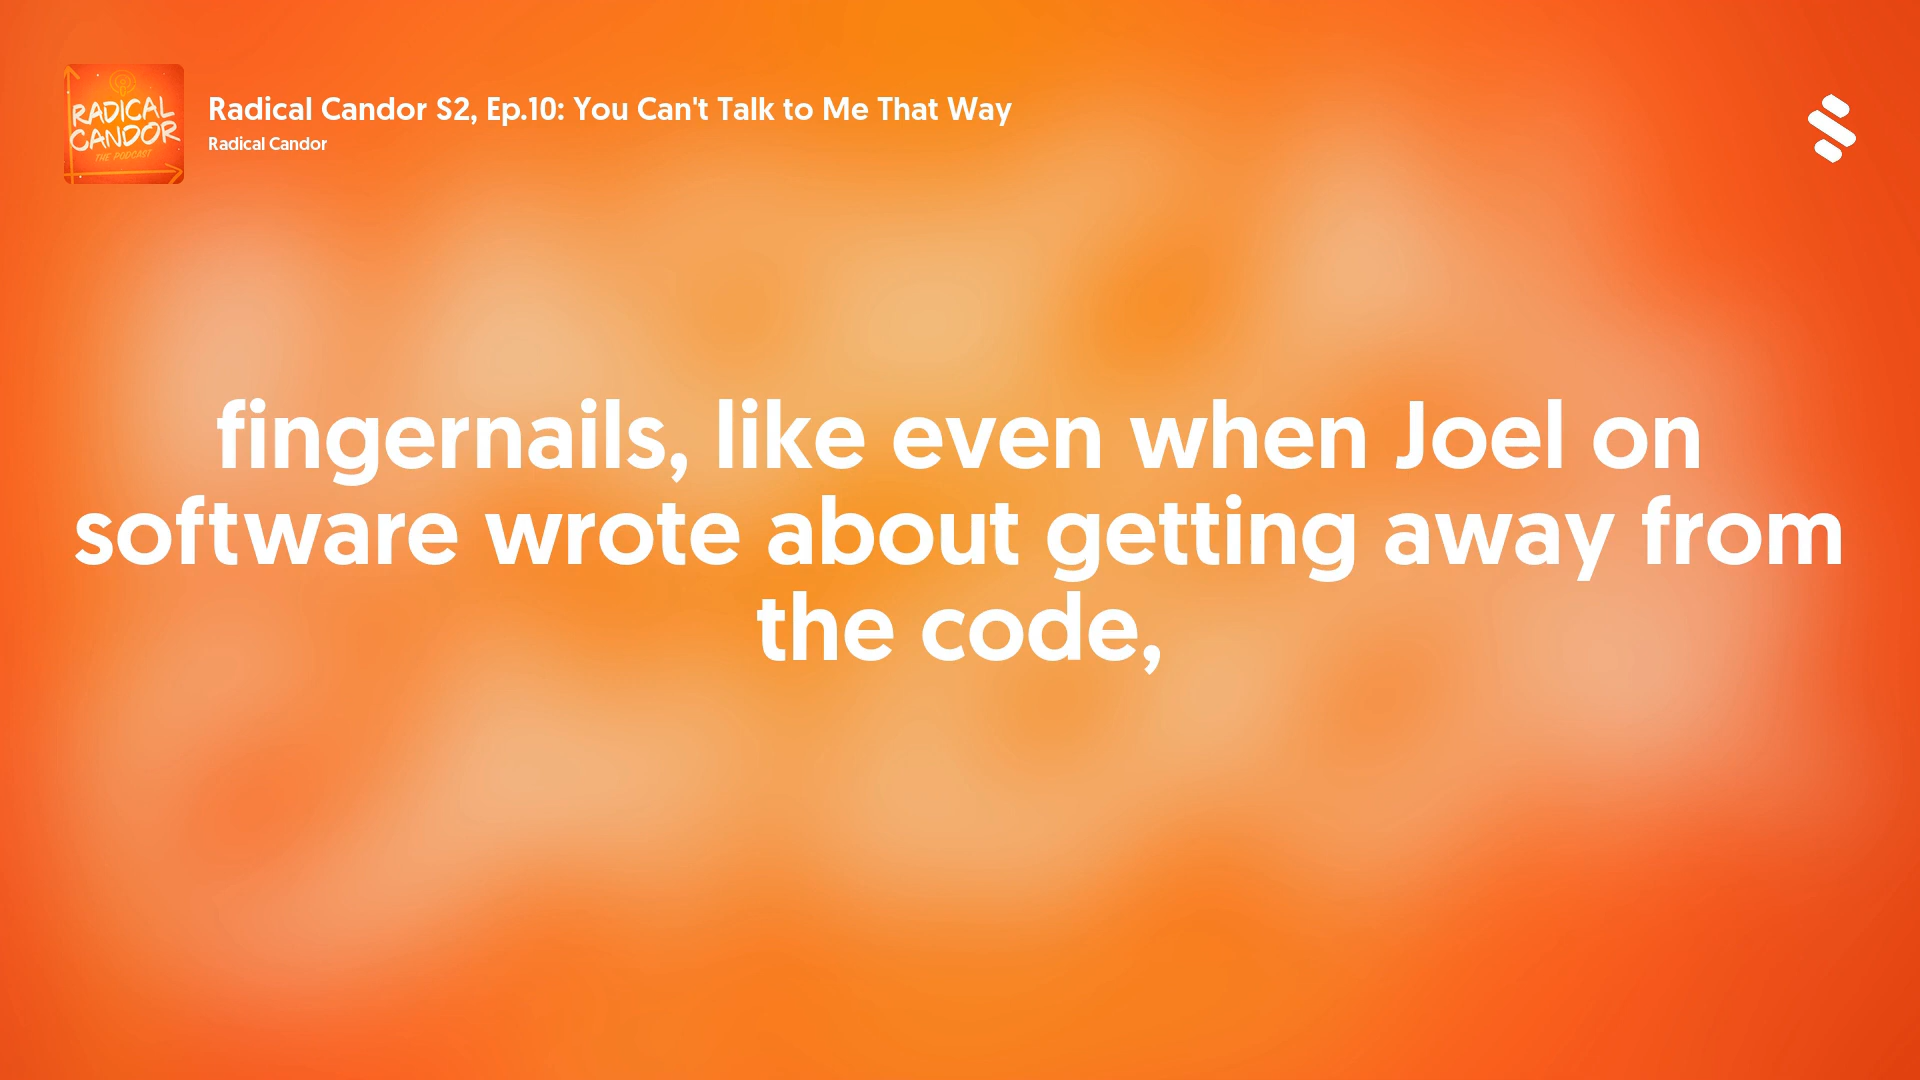 RADICAL
CANDOR
THE PODCAST
Radical Candor S2, Ep.10: You Can't Talk to Me That Way
Radical Candor
fingernails, like even when Joel on
software wrote about getting away from
the code,